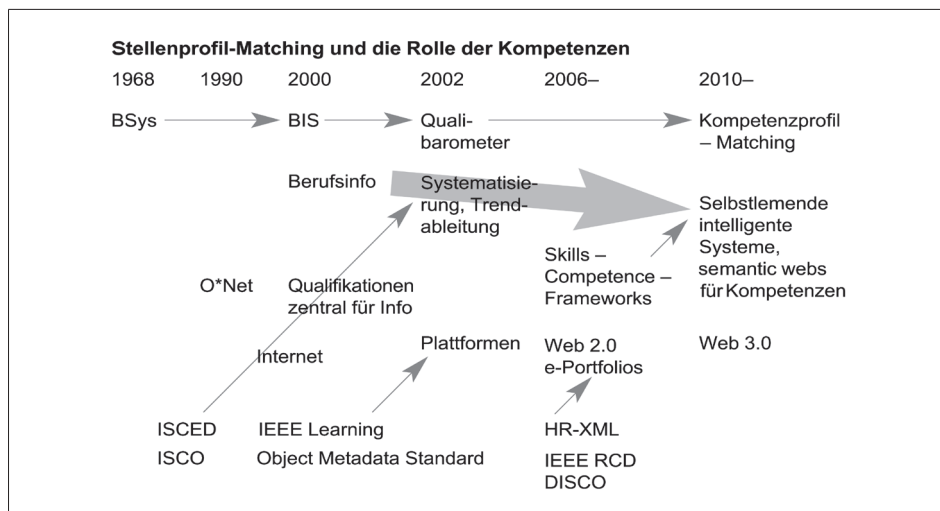 Stellenprofil-Matching und die Rolle der Kompetenzen
1968 1990 2000 2002 2006– 2010–
BSys BIS Quali- Kompetenzprofil
barometer – Matching
Berufsinfo Systematisie-
rung, Trend-
ableitung
Selbstlemende
intelligente
Systeme,
semantic webs
für Kompetenzen
Skills –
Competence –
Frameworks
O*Net Qualifikationen
zentral für Info
Internet Plattformen Web 2.0 Web 3.0
e-Portfolios
ISCED IEEE Learning HR-XML
ISCO Object Metadata Standard IEEE RCD
DISCO